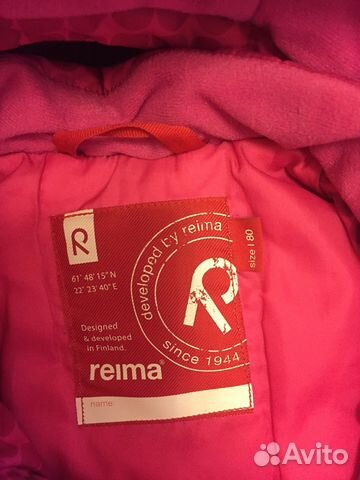 R
61° 48' 15" N
22° 23' 40" E
Designed
& developed
in Finland.
reima®
name
developed by reima
R
since 1944
size | 80
Avito